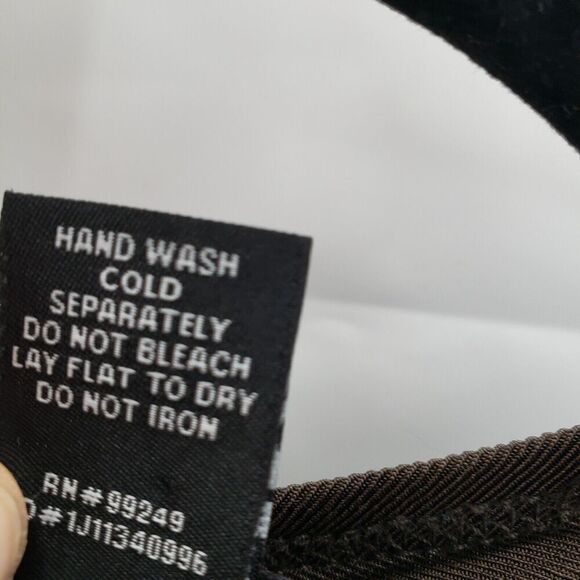 HAND WASH
COLD
SEPARATELY
DO NOT BLEACH
LAY FLAT TO DRY
DO NOT IRON
RN#99249
#1J11340996